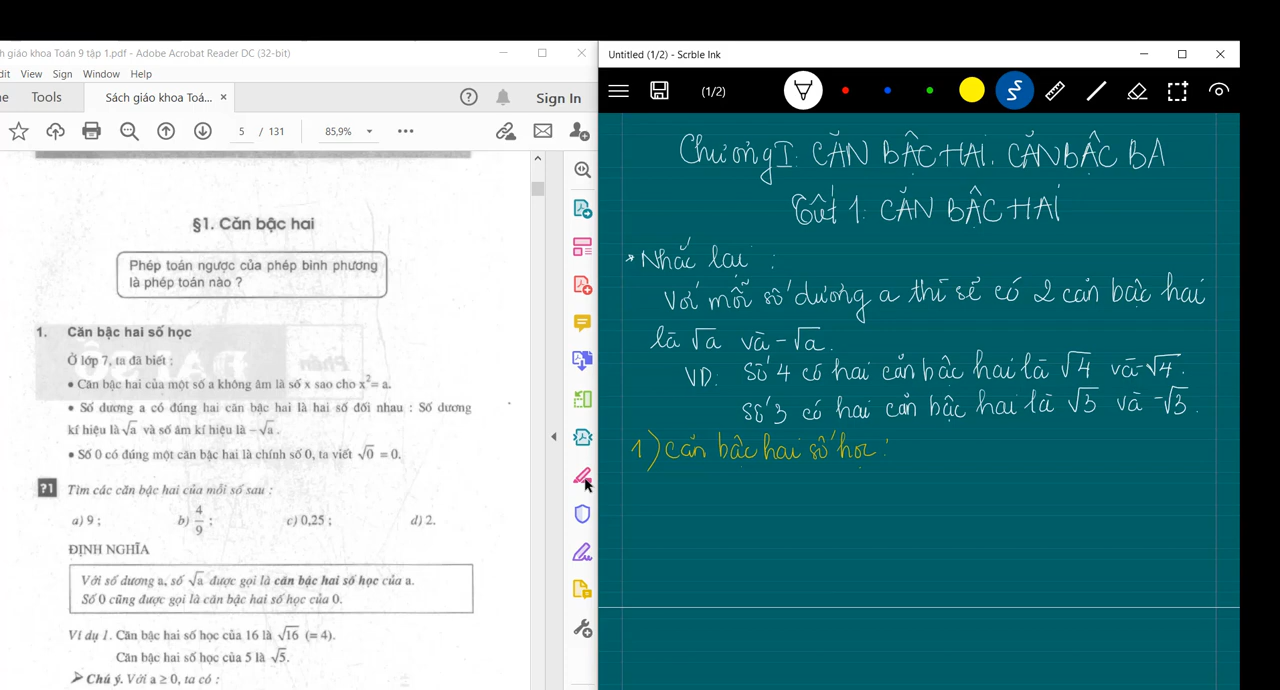 h giáo khoa Toán 9 tập 1.pdf - Adobe Acrobat Reader DC (32-bit)
dit View Sign Window Help
ne Tools Sách giáo khoa Toá... × Sign In
5 / 131 85,9%
§1. Căn bậc hai
Phép toán ngược của phép bình phương
là phép toán nào ?
1. Căn bậc hai số học
Ở lớp 7, ta đã biết :
• Căn bậc hai của một số a không âm là số x sao cho x² = a.
• Số dương a có đúng hai căn bậc hai là hai số đối nhau : Số dương
kí hiệu là √a và số âm kí hiệu là – √a.
• Số 0 có đúng một căn bậc hai là chính số 0, ta viết √0 = 0.
?1 Tìm các căn bậc hai của mỗi số sau :
a) 9 ; b) 4/9 ; c) 0,25 ; d) 2.
ĐỊNH NGHĨA
Với số dương a, số √a được gọi là căn bậc hai số học của a.
Số 0 cũng được gọi là căn bậc hai số học của 0.
Ví dụ 1. Căn bậc hai số học của 16 là √16 (= 4).
Căn bậc hai số học của 5 là √5.
➤ Chú ý. Với a ≥ 0, ta có :
Untitled (1/2) - Scrble Ink
(1/2)
Chương I: CĂN BẬC HAI. CĂN BẬC BA
Tiết 1: CĂN BẬC HAI
* Nhắc lại :
Với mỗi số dương a thì sẽ có 2 căn bậc hai
là √a và -√a.
VD: Số 4 có hai căn bậc hai là √4 và -√4.
Số 3 có hai căn bậc hai là √3 và -√3.
1) Căn bậc hai số học :